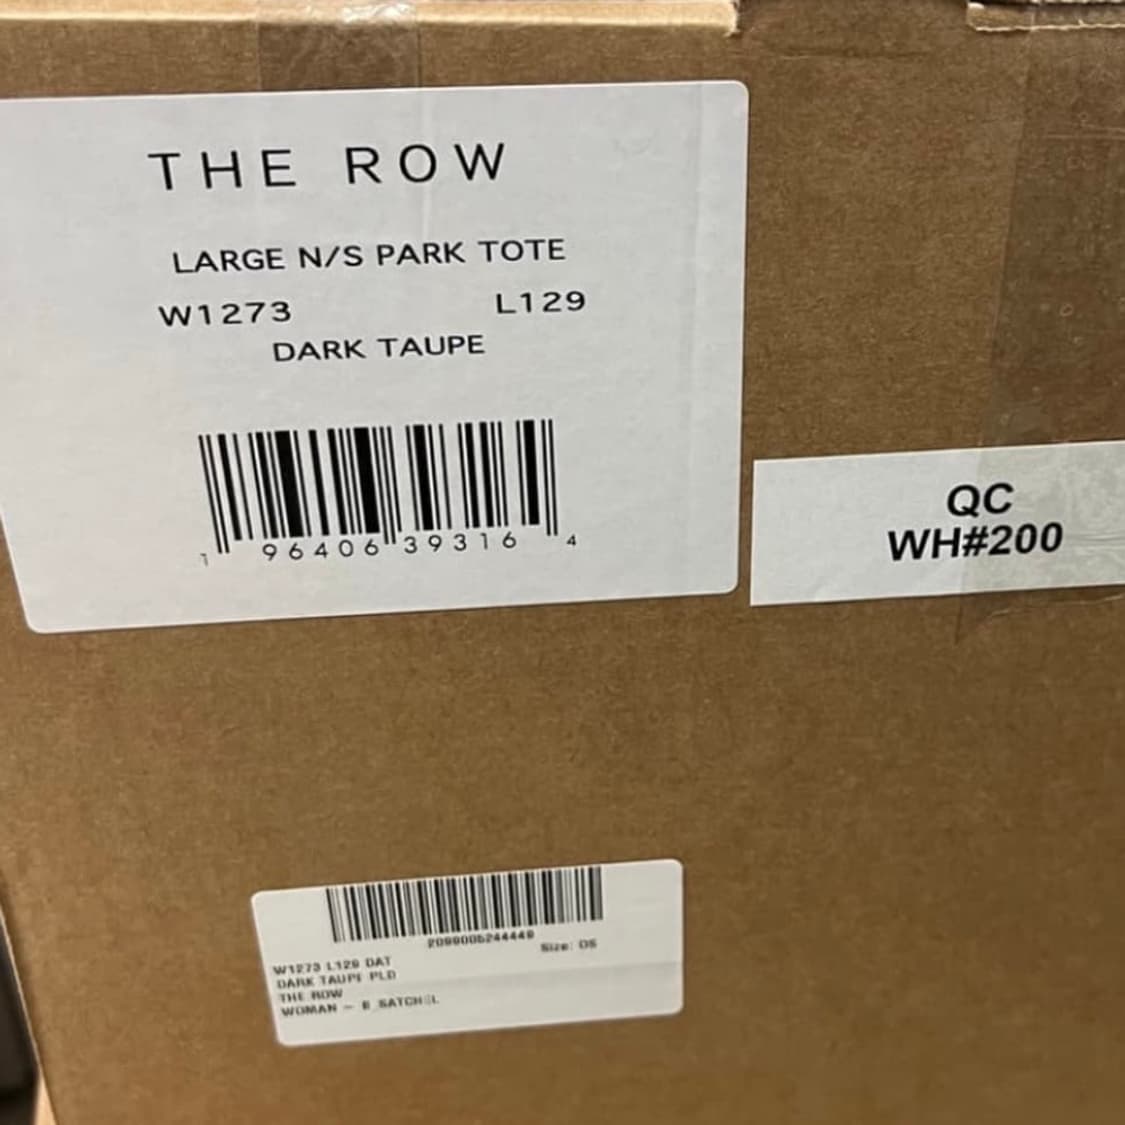 THE ROW
LARGE N/S PARK TOTE
W1273 L129
DARK TAUPE
1 96406 39316 4
QC
WH#200
Size: OS
W1273 L129 DAT
DARK TAUPE PLD
THE ROW
WOMAN - SATCHEL